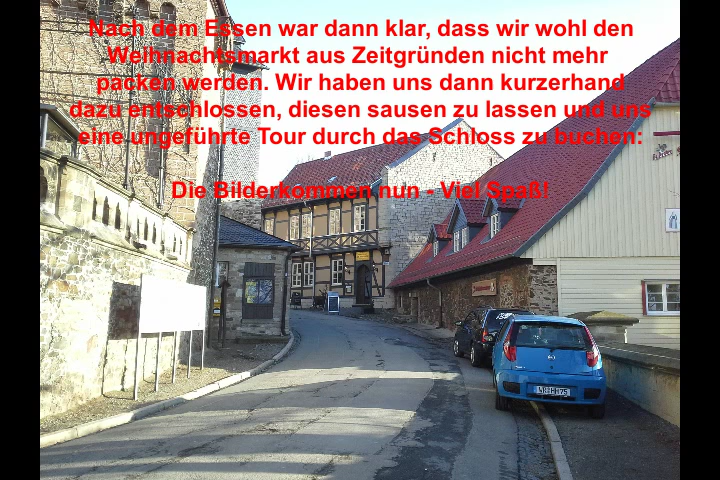 Nach dem Essen war dann klar, dass wir wohl den
Weihnachtsmarkt aus Zeitgründen nicht mehr
packen werden. Wir haben uns dann kurzerhand
dazu entschlossen, diesen sausen zu lassen und uns
eine ungeführte Tour durch das Schloss zu buchen:
Die Bilderkommen nun - Viel Spaß!